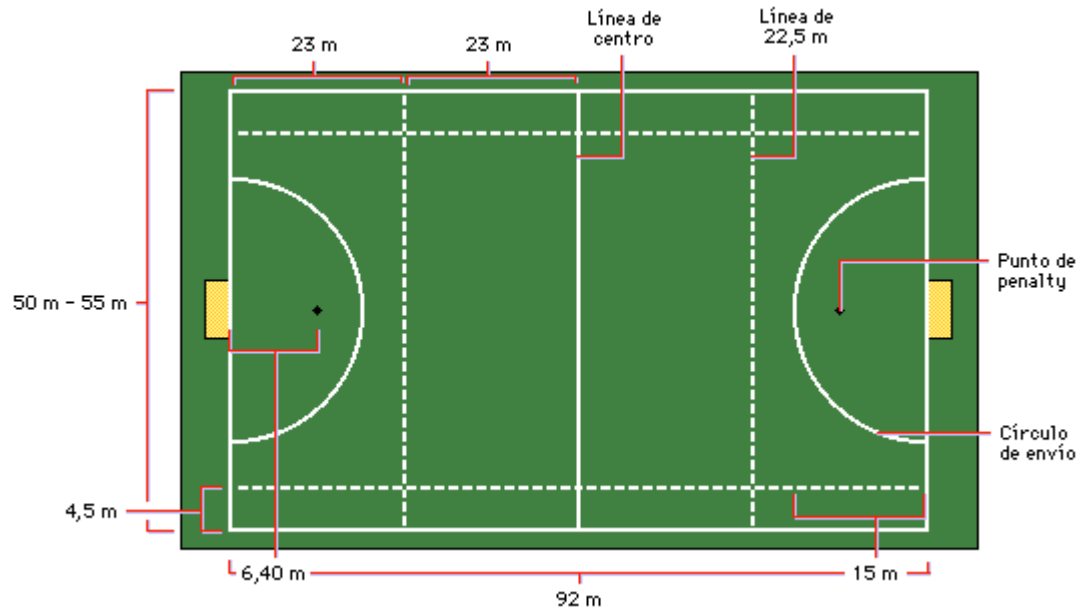 Línea de
centro
Línea de
22,5 m
23 m
23 m
Punto de
penalty
50 m – 55 m
Círculo
de envío
4,5 m
6,40 m
15 m
92 m